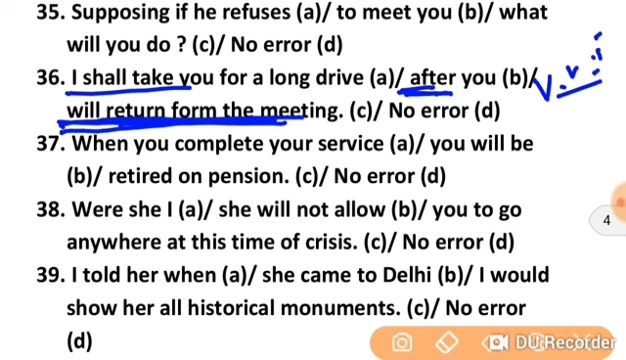 35. Supposing if he refuses (a)/ to meet you (b)/ what
will you do ? (c)/ No error (d)
36. I shall take you for a long drive (a)/ after you (b)/
will return form the meeting. (c)/ No error (d)
37. When you complete your service (a)/ you will be
(b)/ retired on pension. (c)/ No error (d)
38. Were she I (a)/ she will not allow (b)/ you to go
anywhere at this time of crisis. (c)/ No error (d)
4
39. I told her when (a)/ she came to Delhi (b)/ I would
show her all historical monuments. (c)/ No error
(d)
DU Recorder